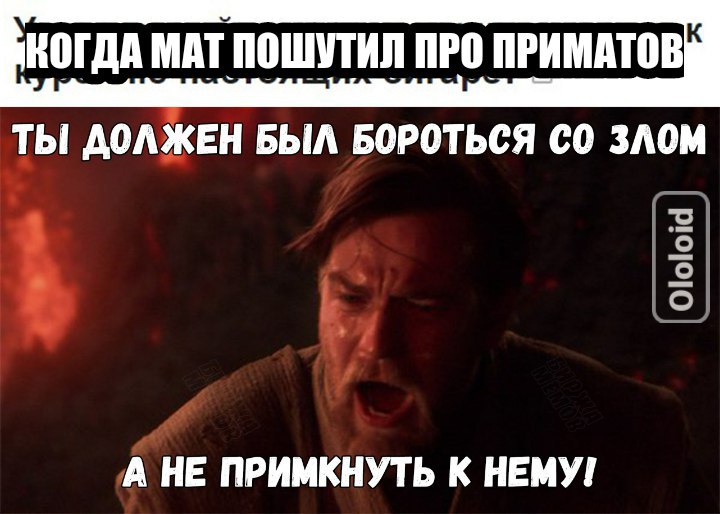 КОГДА МАТ ПОШУТИЛ ПРО ПРИМАТОВ
к
ТЫ ДОЛЖЕН БЫЛ БОРОТЬСЯ СО ЗЛОМ
Ololoid
А НЕ ПРИМКНУТЬ К НЕМУ!